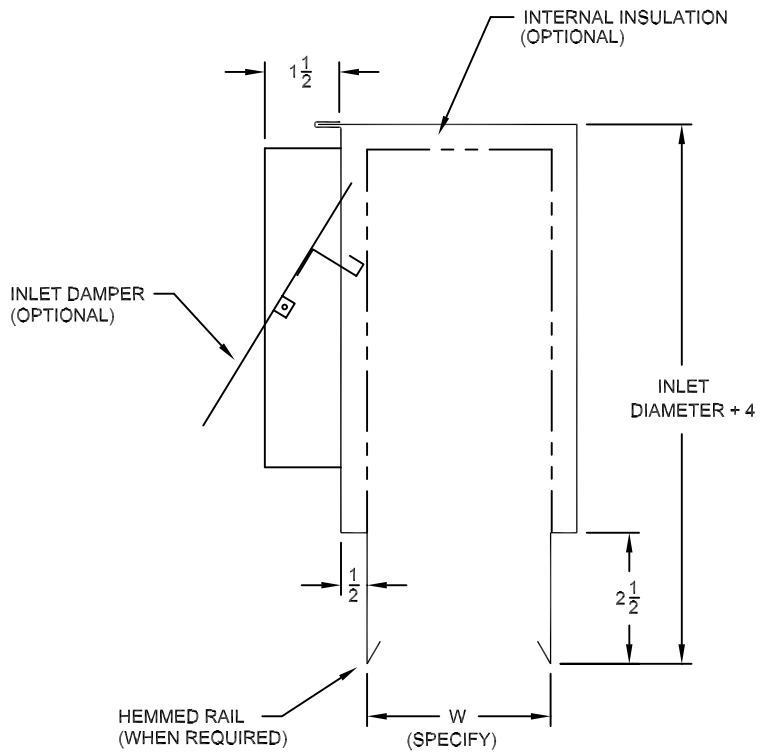 INTERNAL INSULATION
(OPTIONAL)
1 1/2
INLET DAMPER
(OPTIONAL)
INLET
DIAMETER + 4
1/2
2 1/2
HEMMED RAIL
(WHEN REQUIRED)
W
(SPECIFY)